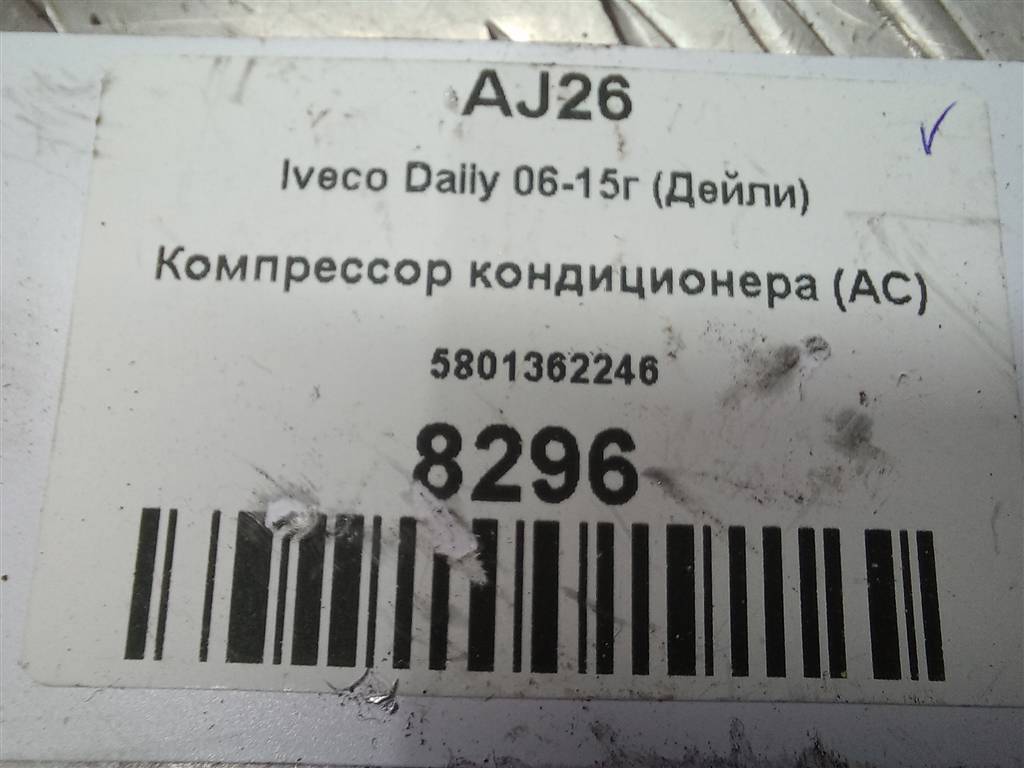 AJ26
Iveco Daily 06-15г (Дейли)
Компрессор кондиционера (AC)
5801362246
8296